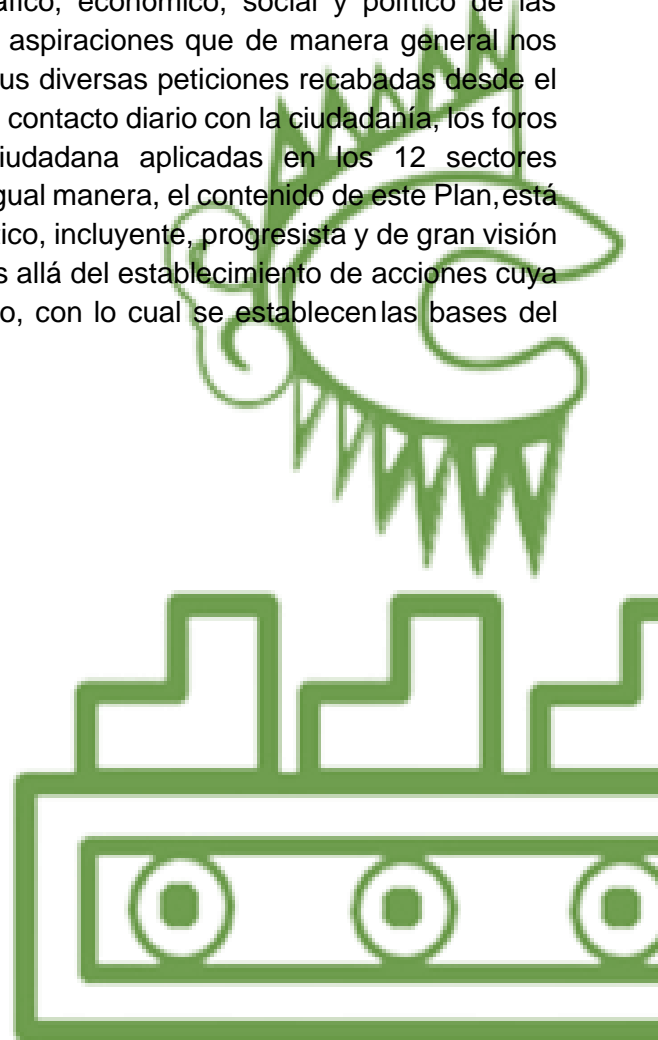 áfico, económico, social y político de las
aspiraciones que de manera general nos
us diversas peticiones recabadas desde el
contacto diario con la ciudadanía, los foros
iudadana aplicadas en los 12 sectores
gual manera, el contenido de este Plan, está
ico, incluyente, progresista y de gran visión
s allá del establecimiento de acciones cuya
o, con lo cual se establecen las bases del